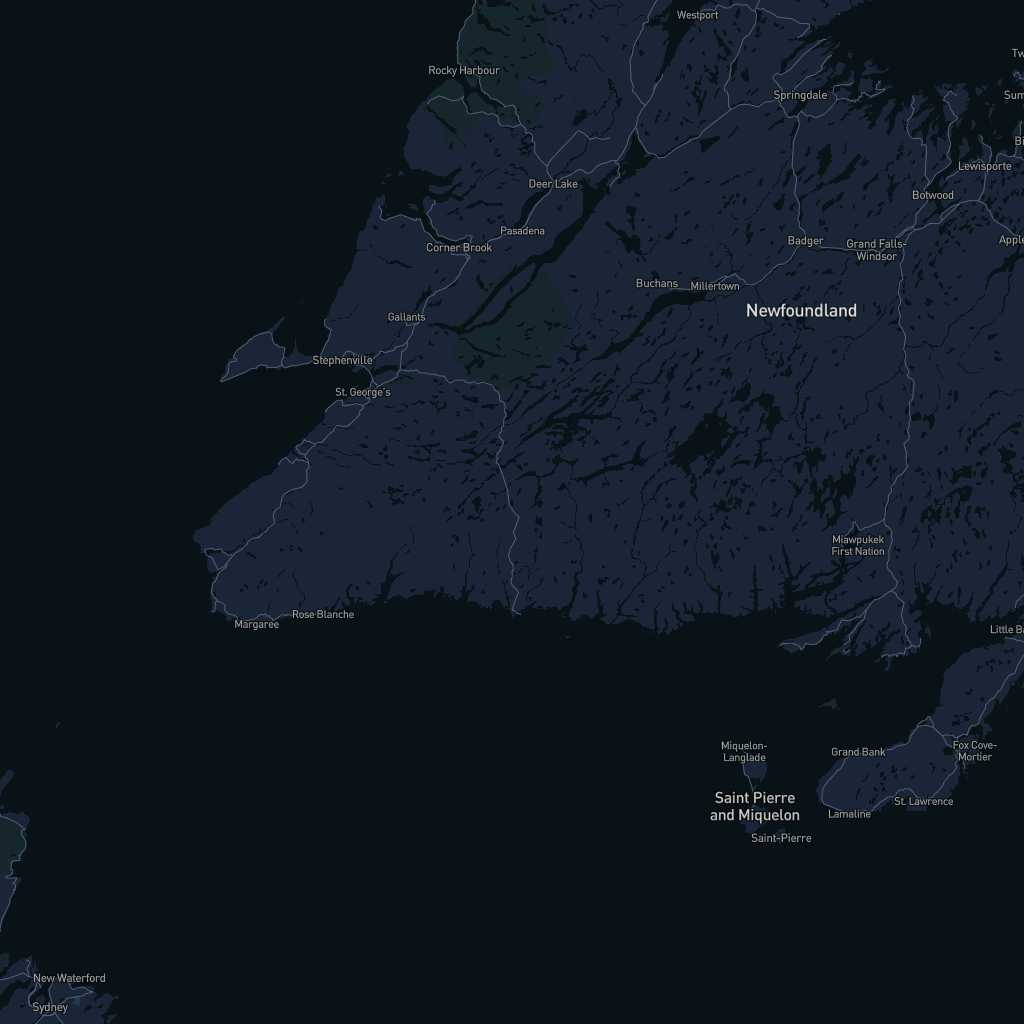 Westport
Tw
Rocky Harbour
Springdale
Sum
Bi
Lewisporte
Deer Lake
Botwood
Pasadena
Corner Brook
Badger
Grand Falls-
Windsor
Apple
Buchans
Millertown
Newfoundland
Gallants
Stephenville
St. George's
Miawpukek
First Nation
Rose Blanche
Margaree
Little Ba
Miquelon-
Langlade
Grand Bank
Fox Cove-
Mortier
Saint Pierre
and Miquelon
St. Lawrence
Lamaline
Saint-Pierre
New Waterford
Sydney